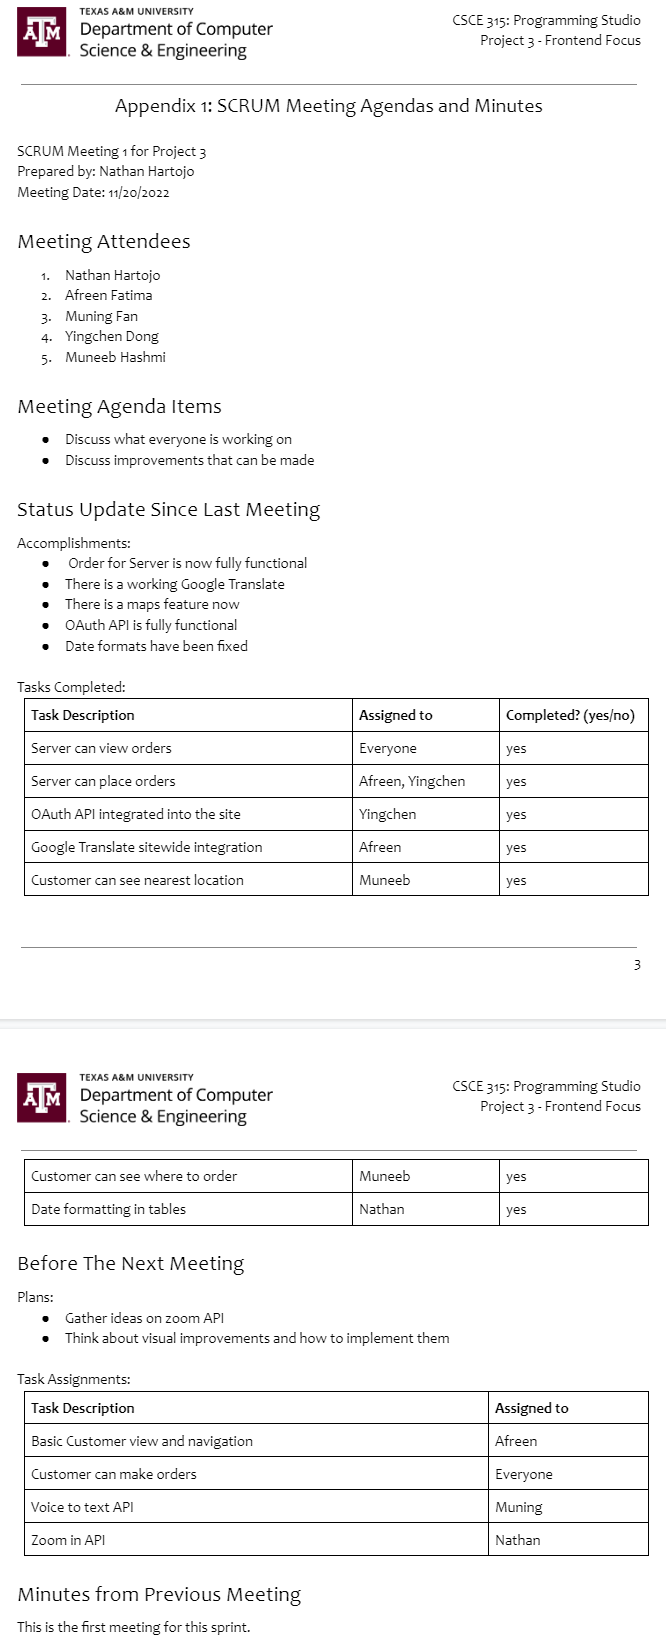 TEXAS A&M UNIVERSITY
Department of Computer
Science & Engineering
CSCE 315: Programming Studio
Project 3 - Frontend Focus
Appendix 1: SCRUM Meeting Agendas and Minutes
SCRUM Meeting 1 for Project 3
Prepared by: Nathan Hartojo
Meeting Date: 11/20/2022
Meeting Attendees
1. Nathan Hartojo
2. Afreen Fatima
3. Muning Fan
4. Yingchen Dong
5. Muneeb Hashmi
Meeting Agenda Items
● Discuss what everyone is working on
● Discuss improvements that can be made
Status Update Since Last Meeting
Accomplishments:
● Order for Server is now fully functional
● There is a working Google Translate
● There is a maps feature now
● OAuth API is fully functional
● Date formats have been fixed
Tasks Completed:
Task Description Assigned to Completed? (yes/no)
Server can view orders Everyone yes
Server can place orders Afreen, Yingchen yes
OAuth API integrated into the site Yingchen yes
Google Translate sitewide integration Afreen yes
Customer can see nearest location Muneeb yes
3
TEXAS A&M UNIVERSITY
Department of Computer
Science & Engineering
CSCE 315: Programming Studio
Project 3 - Frontend Focus
Customer can see where to order Muneeb yes
Date formatting in tables Nathan yes
Before The Next Meeting
Plans:
● Gather ideas on zoom API
● Think about visual improvements and how to implement them
Task Assignments:
Task Description Assigned to
Basic Customer view and navigation Afreen
Customer can make orders Everyone
Voice to text API Muning
Zoom in API Nathan
Minutes from Previous Meeting
This is the first meeting for this sprint.